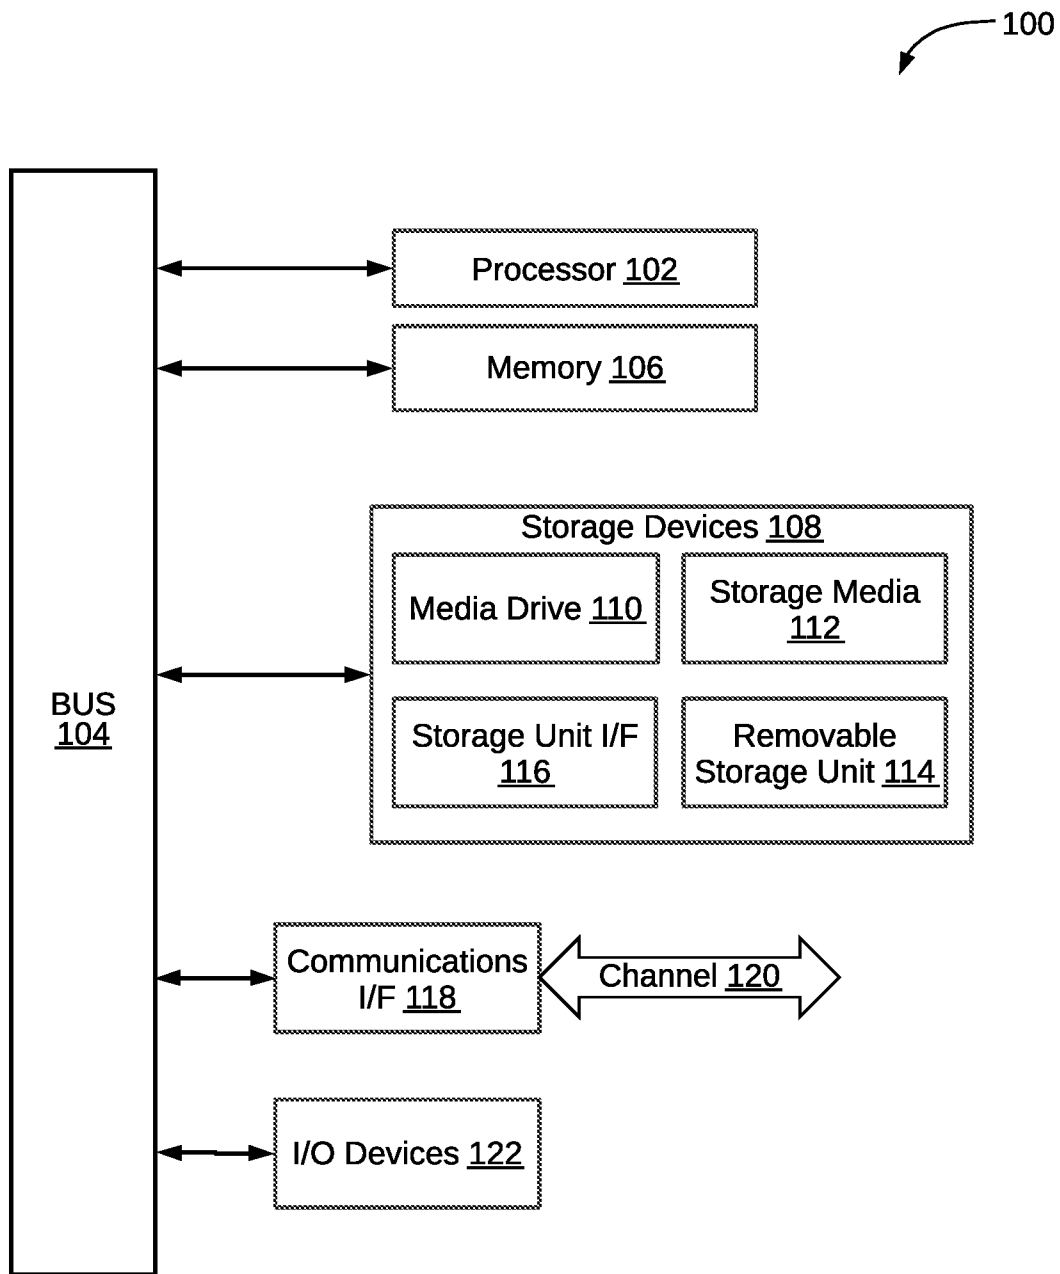 100
Processor 102
Memory 106
Storage Devices 108
Media Drive 110
Storage Media
112
BUS
104
Storage Unit I/F
116
Removable
Storage Unit 114
Communications
I/F 118
Channel 120
I/O Devices 122